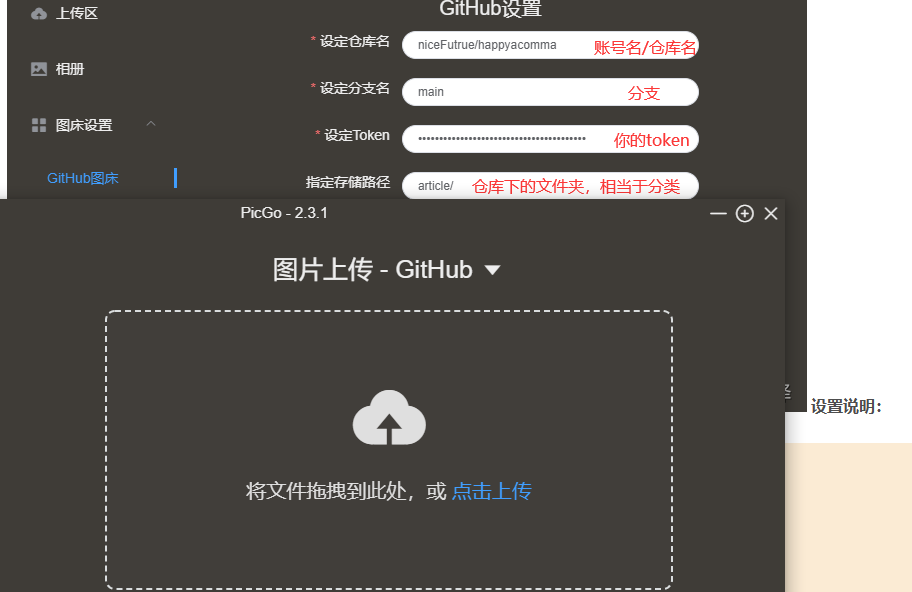 上传区
GitHub设置
相册
图床设置
GitHub图床
* 设定仓库名 niceFutrue/happyacomma 账号名/仓库名
* 设定分支名 main 分支
* 设定Token •••••••••••••••••••••••••••••••••••••••• 你的token
指定存储路径 article/ 仓库下的文件夹，相当于分类
PicGo - 2.3.1
图片上传 - GitHub
将文件拖拽到此处，或 点击上传
设置说明：